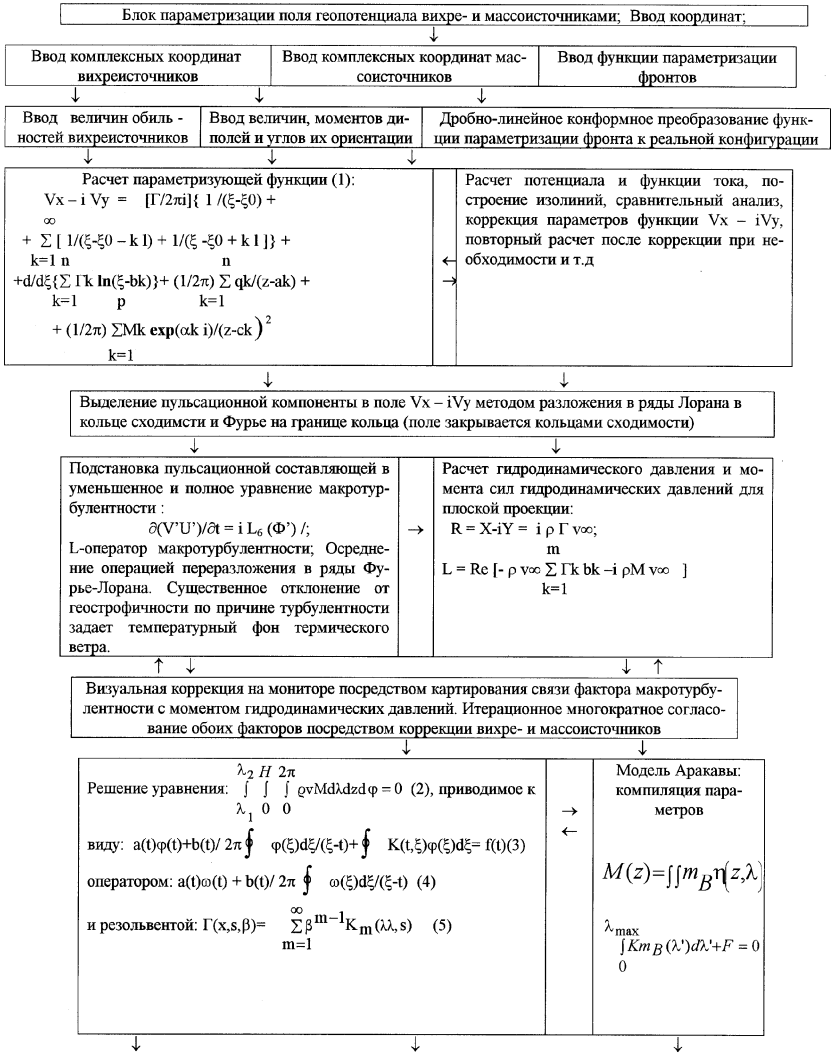 Блок параметризации поля геопотенциала вихре- и массоисточниками; Ввод координат;
Ввод комплексных координат
вихреисточников
Ввод комплексных координат мас-
соисточников
Ввод функции параметризации
фронтов
Ввод величин обиль -
ностей вихреисточников
Ввод величин, моментов ди-
полей и углов их ориентации
Дробно-линейное конформное преобразование функ-
ции параметризации фронта к реальной конфигурации
Расчет параметризующей функции (1):
Vx – i Vy = [Г/2πi]{ 1 /(ξ-ξ0) +
∞
+ Σ [ 1/(ξ-ξ0 – k l) + 1/(ξ -ξ0 + k l ]} +
k=1 n n
+d/dξ{Σ Гk ln(ξ-bk)}+ (1/2π) Σ qk/(z-ak) +
k=1 p k=1
+ (1/2π) ΣMk exp(αk i)/(z-ck )²
k=1
Расчет потенциала и функции тока, по-
строение изолиний, сравнительный анализ,
коррекция параметров функции Vx – iVy,
повторный расчет после коррекции при не-
обходимости и т.д
Выделение пульсационной компоненты в поле Vx – iVy методом разложения в ряды Лорана в
кольце сходимсти и Фурье на границе кольца (поле закрывается кольцами сходимости)
Подстановка пульсационной составляющей в
уменьшенное и полное уравнение макротур-
булентности :
∂(V’U’)/∂t = i L₆ (Ф’) /;
L-оператор макротурбулентности; Осредне-
ние операцией переразложения в ряды Фу-
рье-Лорана. Существенное отклонение от
геострофичности по причине турбулентности
задает температурный фон термического
ветра.
Расчет гидродинамического давления и мо-
мента сил гидродинамических давлений для
плоской проекции:
R = X-iY = i ρ Г v∞;
m
L = Re [- ρ v∞ Σ Гk bk –i ρM v∞ ]
k=1
Визуальная коррекция на мониторе посредством картирования связи фактора макротурбу-
лентности с моментом гидродинамических давлений. Итерационное многократное согласо-
вание обоих факторов посредством коррекции вихре- и массоисточников
λ2 H 2π
Решение уравнения: ∫ ∫ ∫ ρvMdλdzdφ = 0 (2), приводимое к
λ1 0 0
виду: a(t)φ(t)+b(t)/ 2π∮ φ(ξ)dξ/(ξ-t)+∮ K(t,ξ)φ(ξ)dξ= f(t)(3)
оператором: a(t)ω(t) + b(t)/ 2π ∮ ω(ξ)dξ/(ξ-t) (4)
∞
и резольвентой: Г(x,s,β)= Σβ^m−1 K_m (λλ, s) (5)
m=1
Модель Аракавы:
компиляция пара-
метров
M(z)=∫∫m_Bη(z,λ)
λmax
∫Km_B(λ')dλ'+F = 0
0